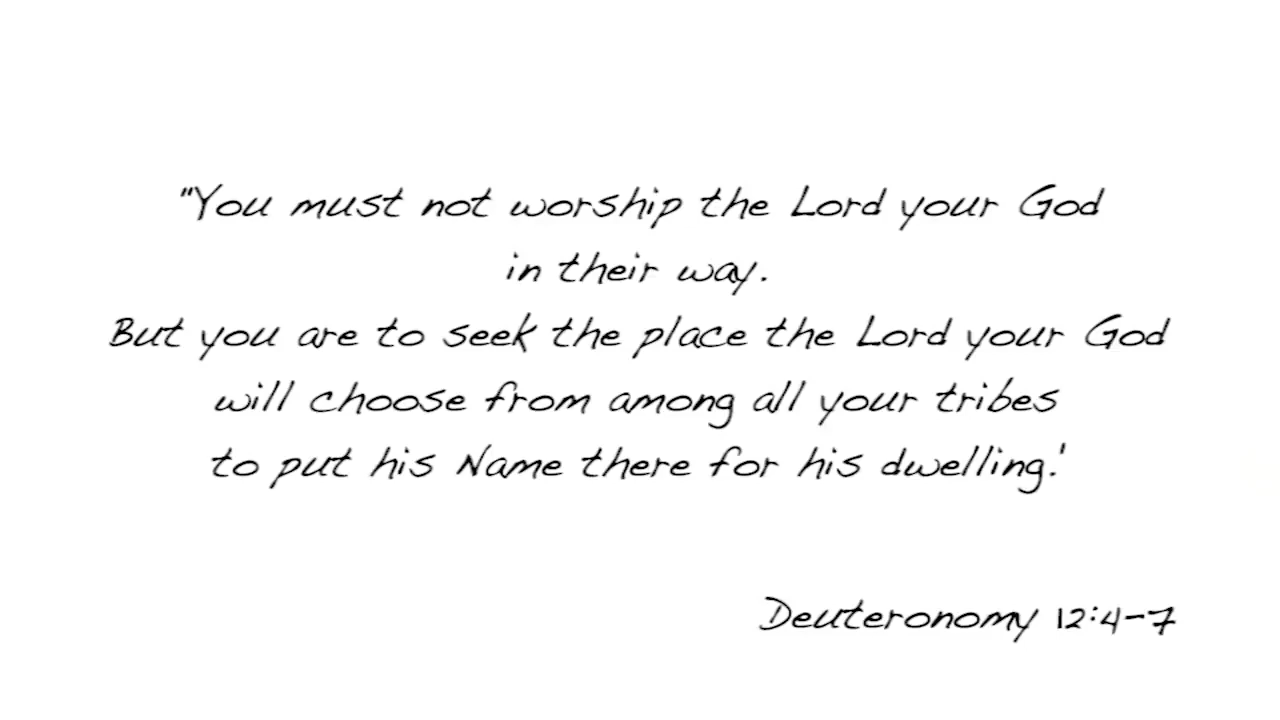 "You must not worship the Lord your God
in their way.
But you are to seek the place the Lord your God
will choose from among all your tribes
to put his Name there for his dwelling.'
Deuteronomy 12:4-7